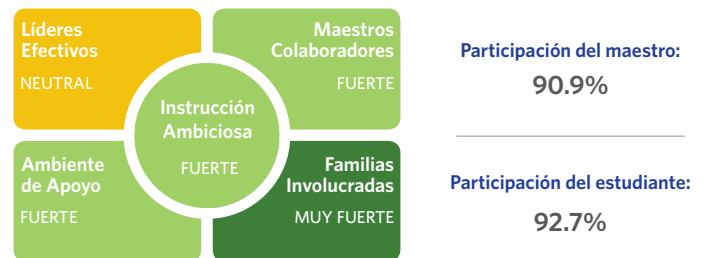 Líderes
Efectivos
NEUTRAL
Maestros
Colaboradores
FUERTE
Instrucción
Ambiciosa
FUERTE
Ambiente
de Apoyo
FUERTE
Familias
Involucradas
MUY FUERTE
Participación del maestro:
90.9%
Participación del estudiante:
92.7%